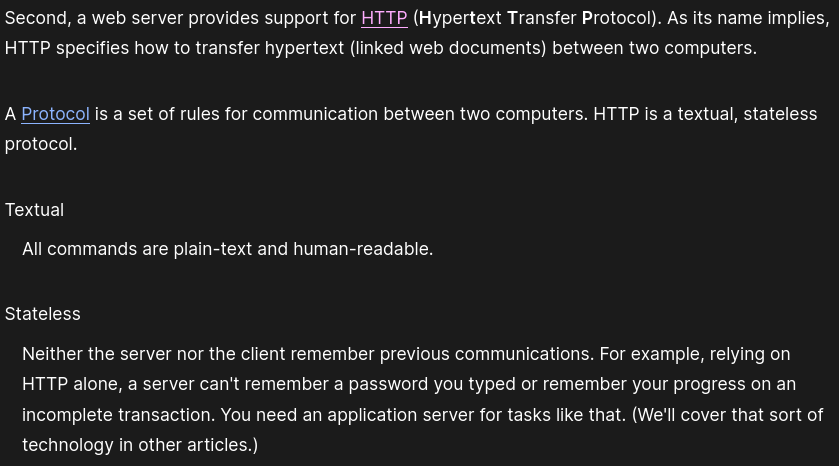 Second, a web server provides support for HTTP (Hypertext Transfer Protocol). As its name implies,
HTTP specifies how to transfer hypertext (linked web documents) between two computers.
A Protocol is a set of rules for communication between two computers. HTTP is a textual, stateless
protocol.
Textual
All commands are plain-text and human-readable.
Stateless
Neither the server nor the client remember previous communications. For example, relying on
HTTP alone, a server can't remember a password you typed or remember your progress on an
incomplete transaction. You need an application server for tasks like that. (We'll cover that sort of
technology in other articles.)